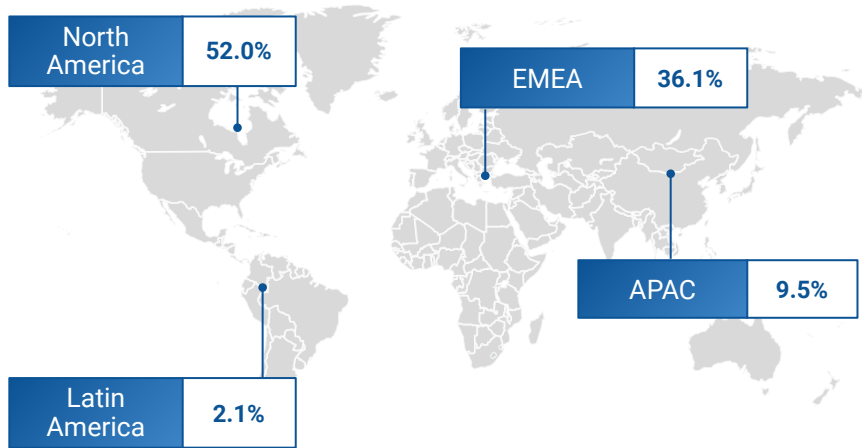 North
America
52.0%
EMEA
36.1%
APAC
9.5%
Latin
America
2.1%